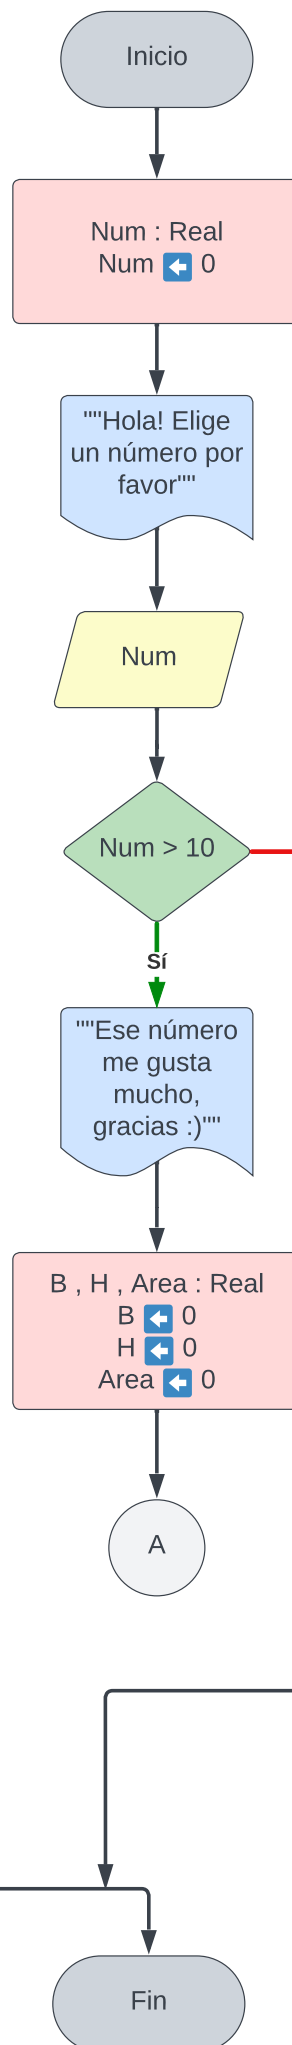 Inicio
Num : Real
Num ⬅️ 0
""Hola! Elige
un número por
favor""
Num
Num > 10
Sí
""Ese número
me gusta
mucho,
gracias :)""
B , H , Area : Real
B ⬅️ 0
H ⬅️ 0
Area ⬅️ 0
A
Fin